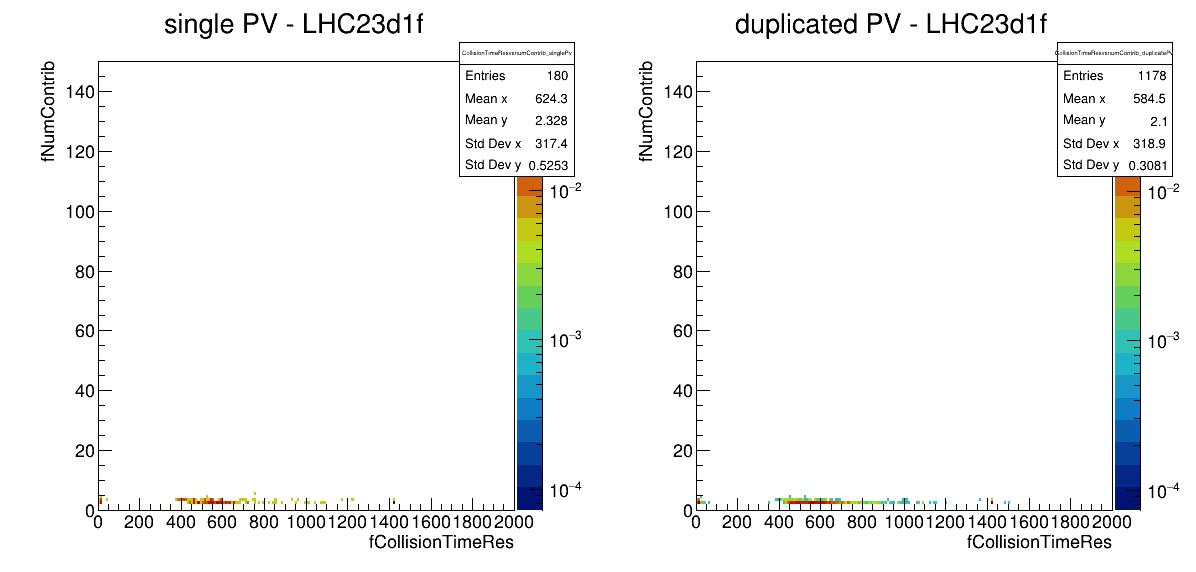 single PV - LHC23d1f
fNumContrib
140
120
100
80
60
40
20
0
0 200 400 600 800 1000 1200 1400 1600 1800 2000
fCollisionTimeRes
CollisionTimeResvsnumContrib_singlePV
Entries 180
Mean x 624.3
Mean y 2.328
Std Dev x 317.4
Std Dev y 0.5253
10⁻²
10⁻³
10⁻⁴
duplicated PV - LHC23d1f
fNumContrib
140
120
100
80
60
40
20
0
0 200 400 600 800 1000 1200 1400 1600 1800 2000
fCollisionTimeRes
CollisionTimeResvsnumContrib_duplicatePV
Entries 1178
Mean x 584.5
Mean y 2.1
Std Dev x 318.9
Std Dev y 0.3081
10⁻²
10⁻³
10⁻⁴